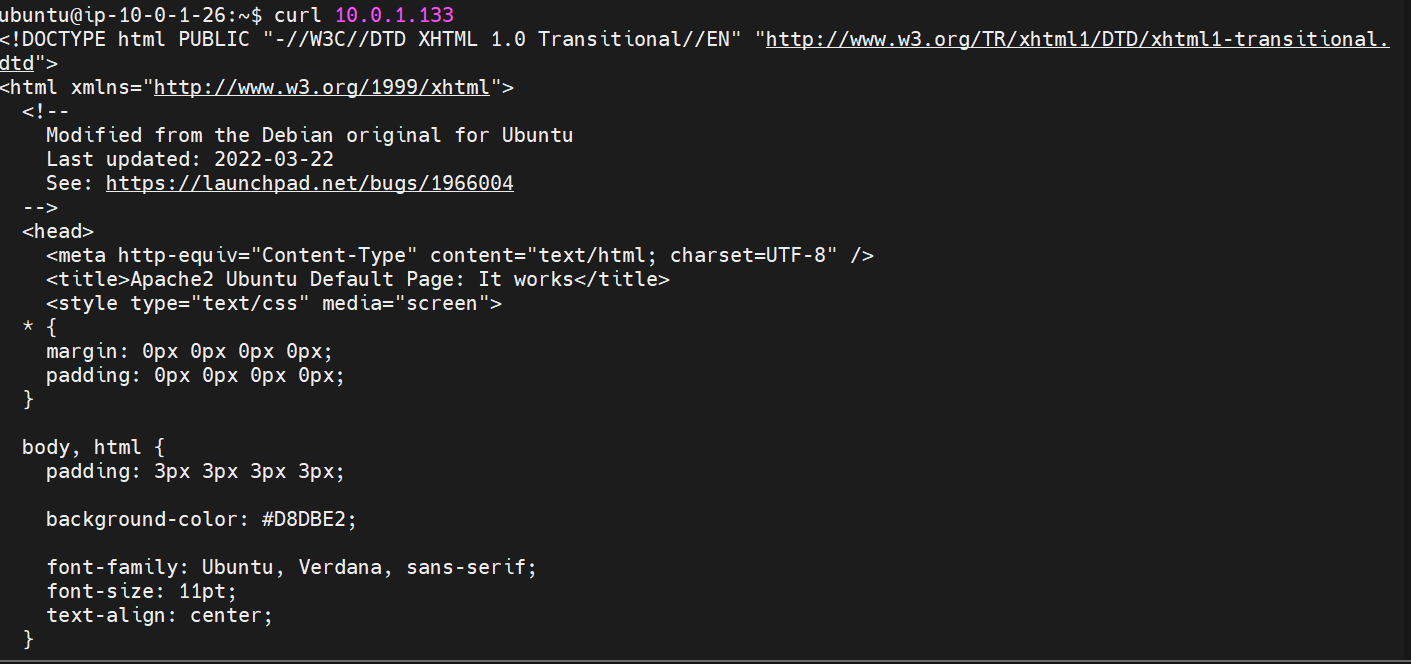 ubuntu@ip-10-0-1-26:~$ curl 10.0.1.133
<!DOCTYPE html PUBLIC "-//W3C//DTD XHTML 1.0 Transitional//EN" "http://www.w3.org/TR/xhtml1/DTD/xhtml1-transitional.
dtd">
<html xmlns="http://www.w3.org/1999/xhtml">
  <!--
    Modified from the Debian original for Ubuntu
    Last updated: 2022-03-22
    See: https://launchpad.net/bugs/1966004
  -->
  <head>
    <meta http-equiv="Content-Type" content="text/html; charset=UTF-8" />
    <title>Apache2 Ubuntu Default Page: It works</title>
    <style type="text/css" media="screen">
  * {
    margin: 0px 0px 0px 0px;
    padding: 0px 0px 0px 0px;
  }

  body, html {
    padding: 3px 3px 3px 3px;

    background-color: #D8DBE2;

    font-family: Ubuntu, Verdana, sans-serif;
    font-size: 11pt;
    text-align: center;
  }